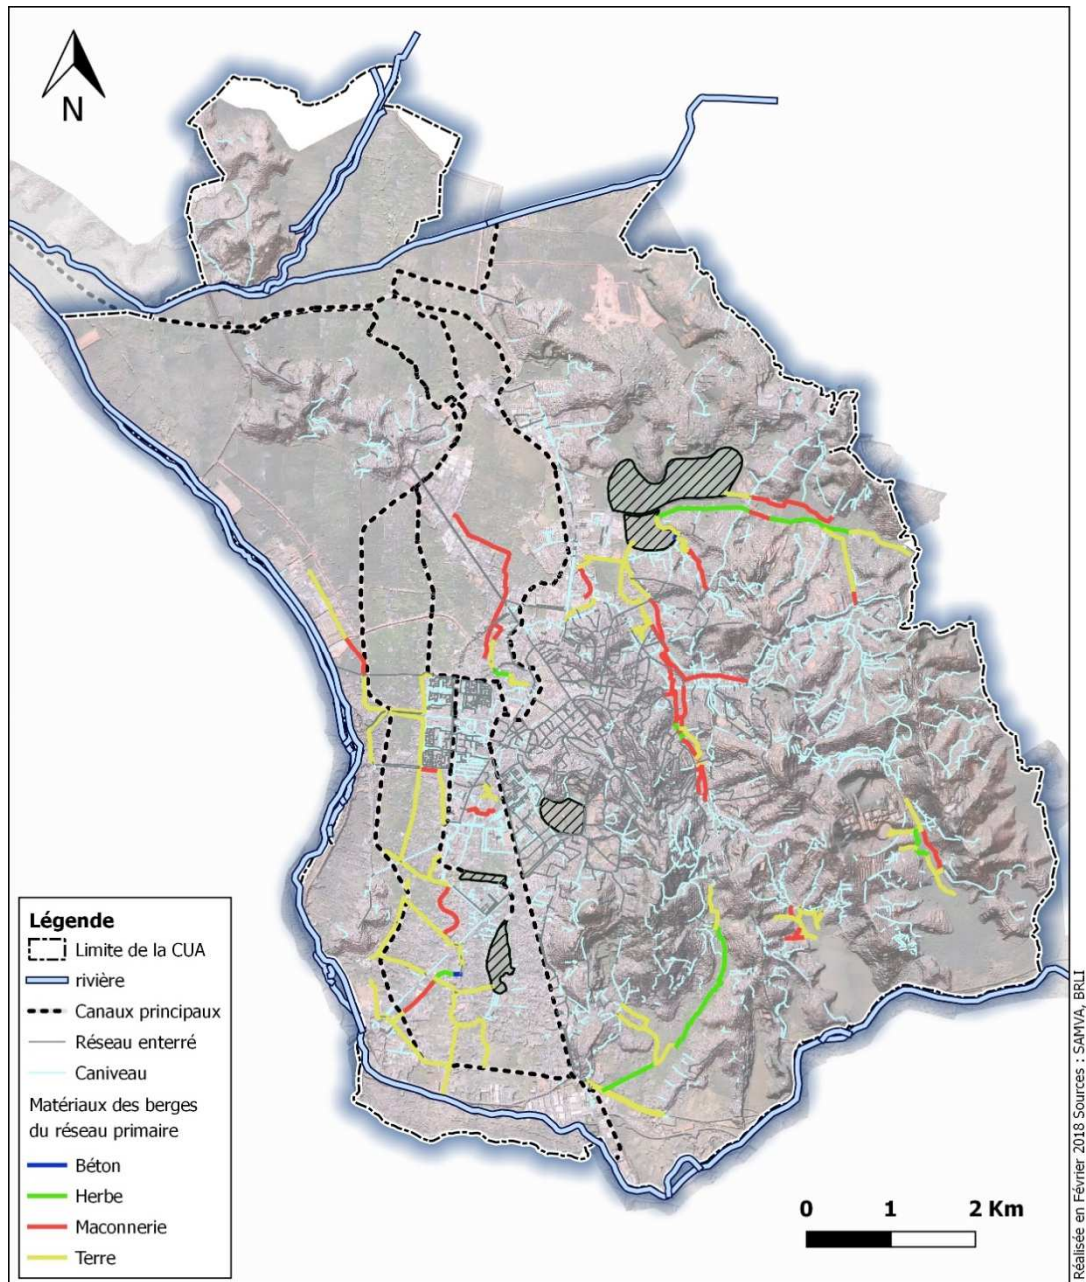 N
Légende
Limite de la CUA
rivière
Canaux principaux
Réseau enterré
Caniveau
Matériaux des berges
du réseau primaire
Béton
Herbe
Maconnerie
Terre
0 1 2 Km
Réalisée en Février 2018 Sources : SAMVA, BRLI